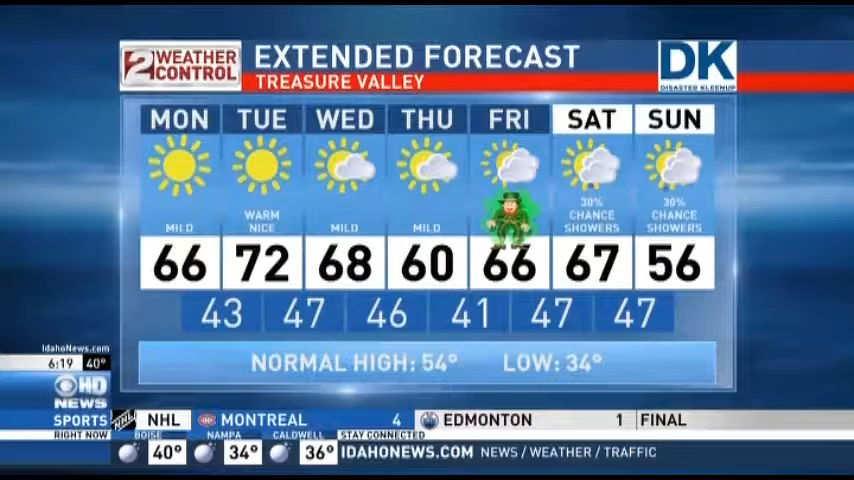 2 WEATHER CONTROL
EXTENDED FORECAST
TREASURE VALLEY
DK
DISASTER KLEENUP
MON TUE WED THU FRI SAT SUN
MILD
WARM NICE
MILD
MILD
30% CHANCE SHOWERS
30% CHANCE SHOWERS
66 72 68 60 66 67 56
43 47 46 41 47 47
NORMAL HIGH: 54° LOW: 34°
IdahoNews.com
6:19 40°
HD
NEWS
SPORTS NHL NHL MONTREAL 4 EDMONTON 1 FINAL
RIGHT NOW BOISE NAMPA CALDWELL STAY CONNECTED
40° 34° 36° IDAHONEWS.COM NEWS / WEATHER / TRAFFIC